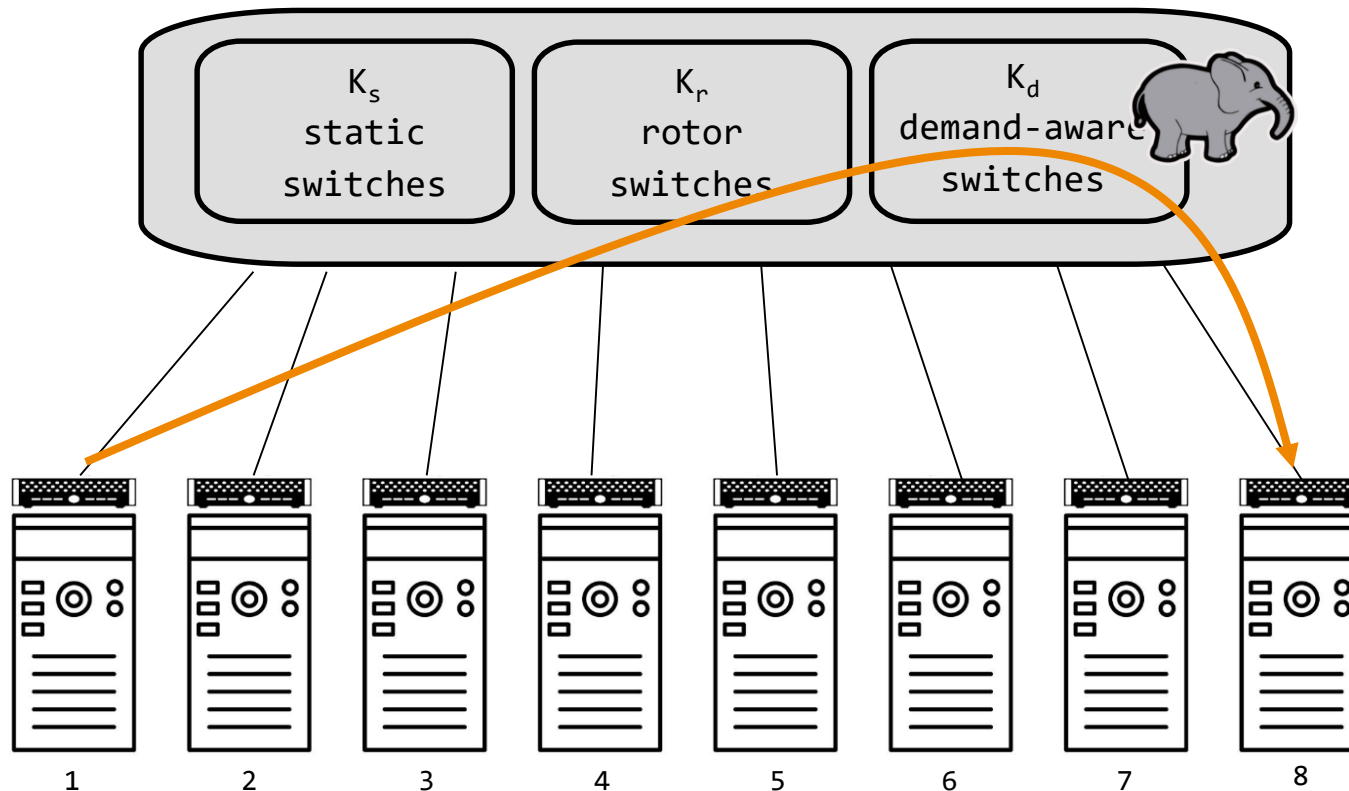 K_s
static
switches
K_r
rotor
switches
K_d
demand-aware
switches
1 2 3 4 5 6 7 8